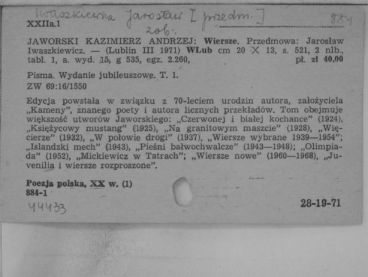 Iwaszkiewicz Jarosław [przedm.] 884
zob.
XXIIa.1
JAWORSKI KAZIMIERZ ANDRZEJ: Wiersze. Przedmowa: Jarosław
Iwaszkiewicz. — (Lublin 1971) WLub cm 20 × 13, s. 521, 2 nlb.,
tabl. 1, a. wyd. 15, g 535, egz. 2.260, pł. zł 40,00
Pisma. Wydanie jubileuszowe. T. 1.
ZW 69:16/1550
Edycja powstała w związku z 70-leciem urodzin autora, założyciela
„Kameny", znanego poety i autora licznych przekładów. Tom obejmuje
większość utworów Jaworskiego: „Czerwonej i białej kochance" (1924),
„Księżycowy mustang" (1925), „Na granitowym maszcie" (1928), „Wię-
cierze" (1932), „W połowie drogi" (1937), „Wiersze wybrane 1939—1954";
„Islandski mech" (1943), „Pieśni bałwochwalcze" (1943—1948); „Olimpia-
da" (1952), „Mickiewicz w Tatrach"; „Wiersze nowe" (1960—1968), „Ju-
venilia i wiersze rozproszone".
Poezja polska, XX w. (1)
884-1
44433
28-19-71